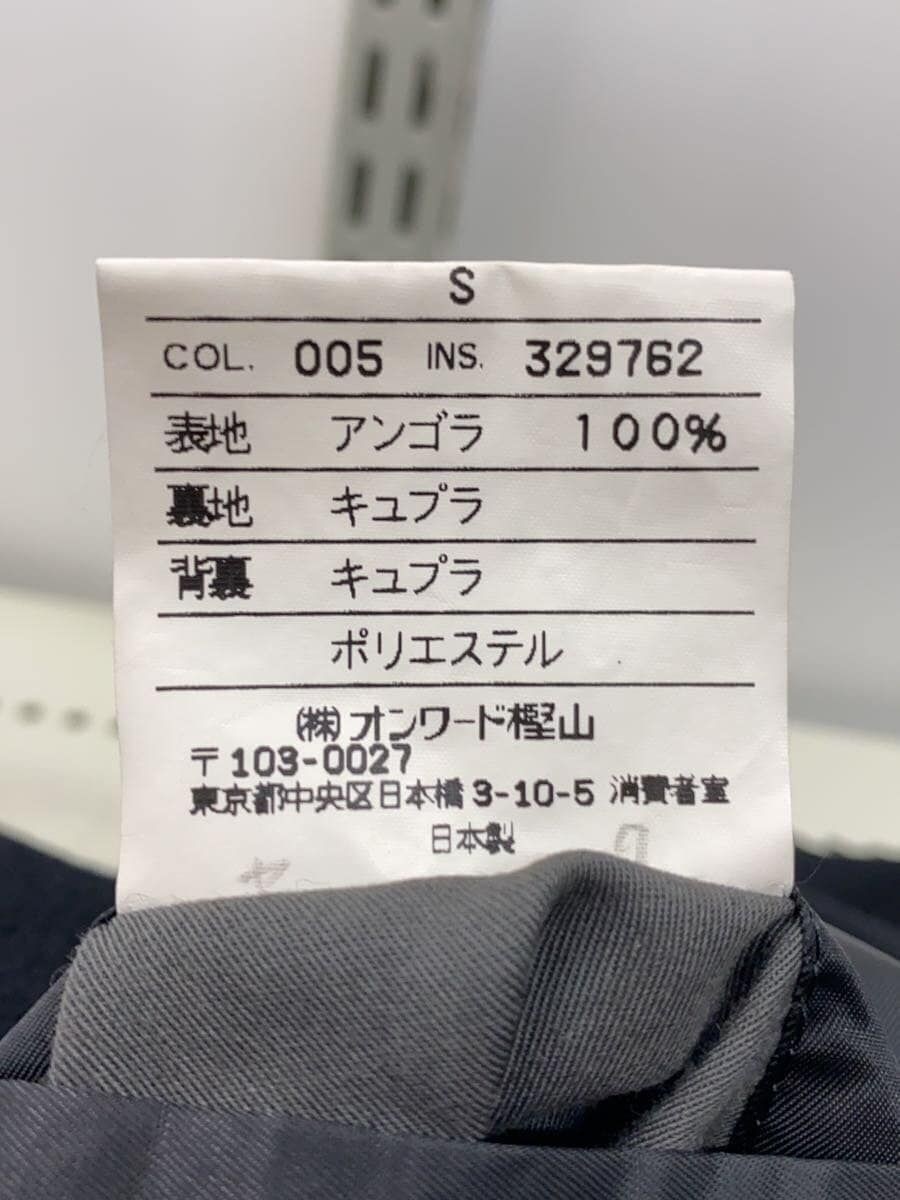 S
COL. 005 INS. 329762
表地 アンゴラ 100%
裏地 キュプラ
背裏 キュプラ
ポリエステル
(株)オンワード樫山
〒103-0027
東京都中央区日本橋3-10-5 消費者室
日本製